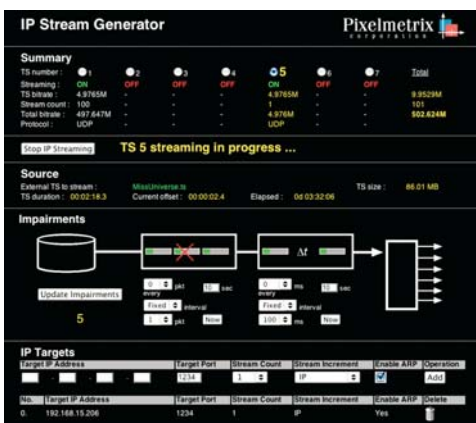 IP Stream Generator
Pixelmetrix
corporation
Summary
TS number : 1 2 3 4 5 6 7 Total
Streaming : ON OFF OFF OFF ON OFF OFF
TS bitrate : 4.9765M - - - 4.9765M - - 9.9529M
Stream count : 100 - - - 1 - - 101
Total bitrate : 497.647M - - - 4.976M - - 502.624M
Protocol : UDP - - - UDP - -
Stop IP Streaming TS 5 streaming in progress ...
Source
External TS to stream : MissUniverse.ts TS size : 86.01 MB
TS duration : 00:02:18.3 Current offset : 00:00:02.4 Elapsed : 0d 03:32:06
Impairments
Δt
Update Impairments
5
0 pkt 10 sec
every
Fixed interval
1 pkt Now
0 ms 10 sec
every
Fixed interval
100 ms Now
IP Targets
Target IP Address Target Port Stream Count Stream Increment Enable ARP Operation
- - - 1234 1 IP Add
No. Target IP Address Target Port Stream Count Stream Increment Enable ARP Delete
0. 192.168.15.206 1234 1 IP Yes